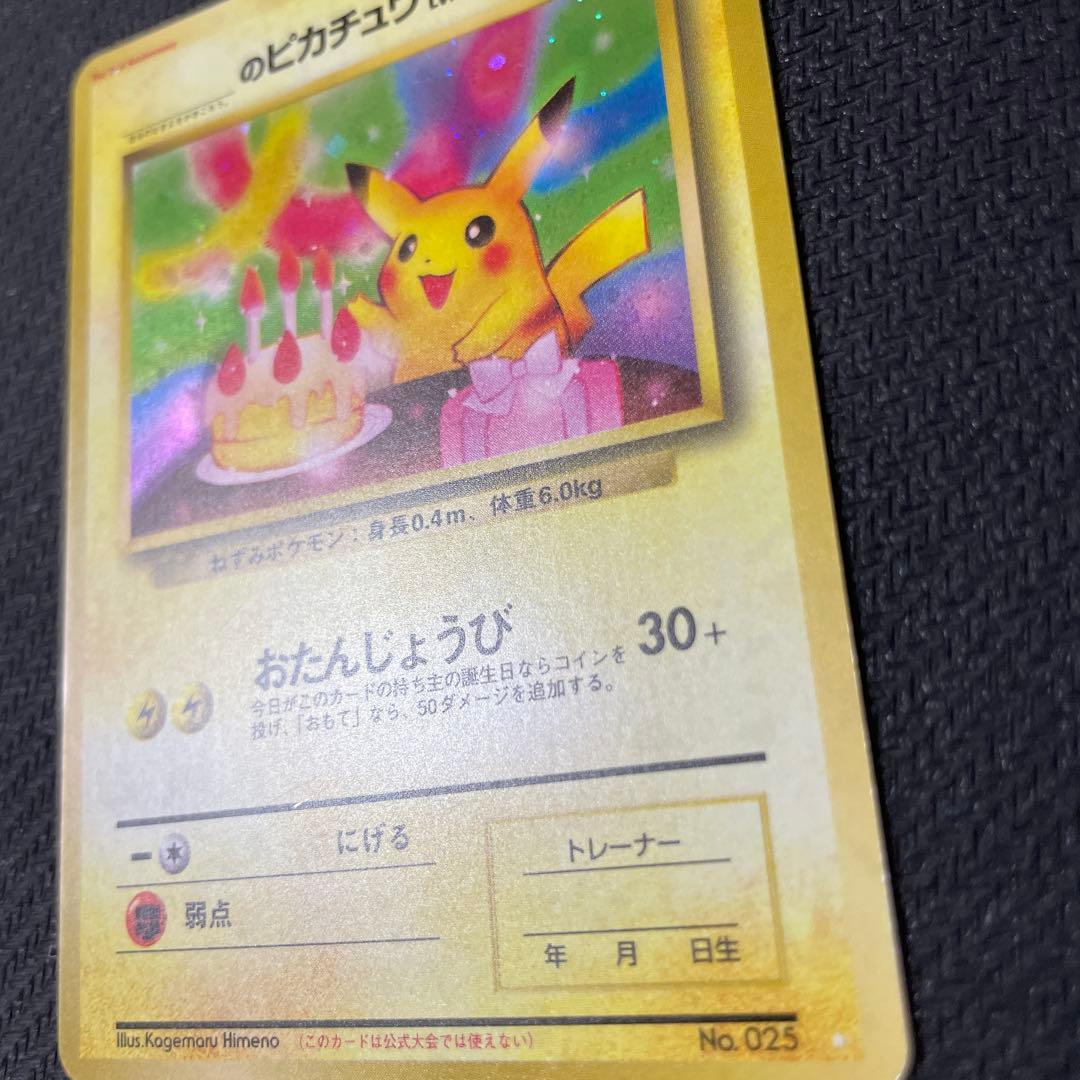 のピカチュウ
ねずみポケモン：身長0.4m、体重6.0kg
おたんじょうび 30+
今日がこのカードの持ち主の誕生日ならコインを
投げ、「おもて」なら、50ダメージを追加する。
にげる
弱点
トレーナー
年 月 日生
Illus.Kagemaru Himeno （このカードは公式大会では使えない） No. 025